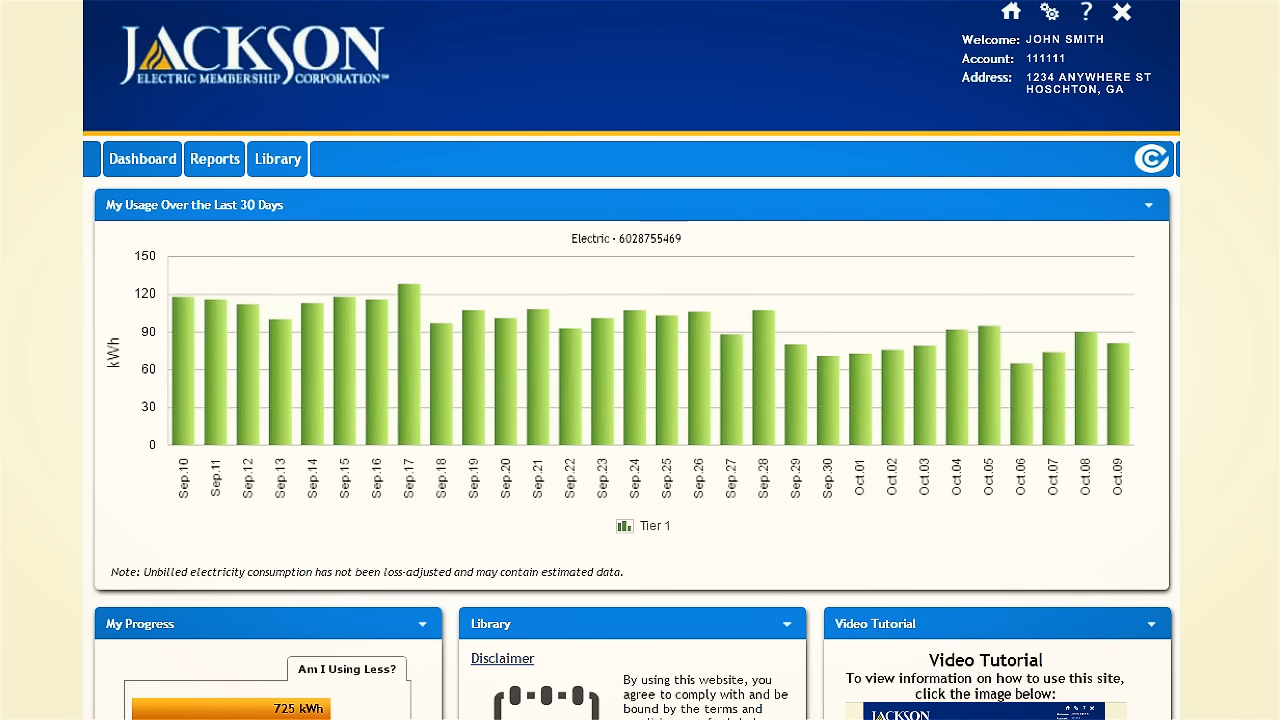 JACKSON
ELECTRIC MEMBERSHIP CORPORATION
Welcome: JOHN SMITH
Account: 111111
Address: 1234 ANYWHERE ST
HOSCHTON, GA
Dashboard Reports Library
My Usage Over the Last 30 Days
Electric - 6028755469
150
120
90
60
30
0
kWh
Sep.10 Sep.11 Sep.12 Sep.13 Sep.14 Sep.15 Sep.16 Sep.17 Sep.18 Sep.19 Sep.20 Sep.21 Sep.22 Sep.23 Sep.24 Sep.25 Sep.26 Sep.27 Sep.28 Sep.29 Sep.30 Oct.01 Oct.02 Oct.03 Oct.04 Oct.05 Oct.06 Oct.07 Oct.08 Oct.09
Tier 1
Note: Unbilled electricity consumption has not been loss-adjusted and may contain estimated data.
My Progress
Am I Using Less?
725 kWh
Library
Disclaimer
By using this website, you
agree to comply with and be
bound by the terms and
Video Tutorial
Video Tutorial
To view information on how to use this site,
click the image below:
JACKSON